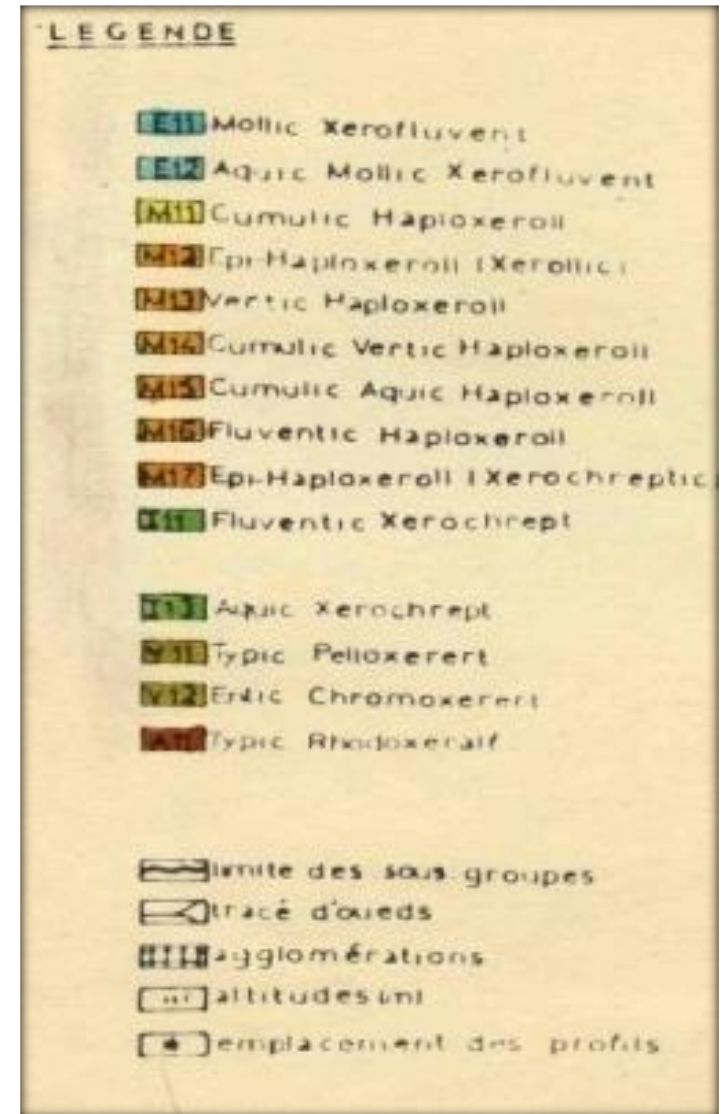 LEGENDE
E11 Mollic Xerofluvent
E12 Aquic Mollic Xerofluvent
M11 Cumulic Haploxeroll
M12 Epi-Haploxeroll (Xerollic)
M13 Vertic Haploxeroll
M14 Cumulic Vertic Haploxeroll
M15 Cumulic Aquic Haploxeroll
M16 Fluventic Haploxeroll
M17 Epi-Haploxeroll (Xerochreptic
I11 Fluventic Xerochrept
Aquic Xerochrept
V11 Typic Pelloxerert
V12 Entic Chromoxerert
A11 Typic Rhodoxeralf
limite des sous groupes
tracé d'oueds
agglomérations
altitudes (m)
emplacement des profils